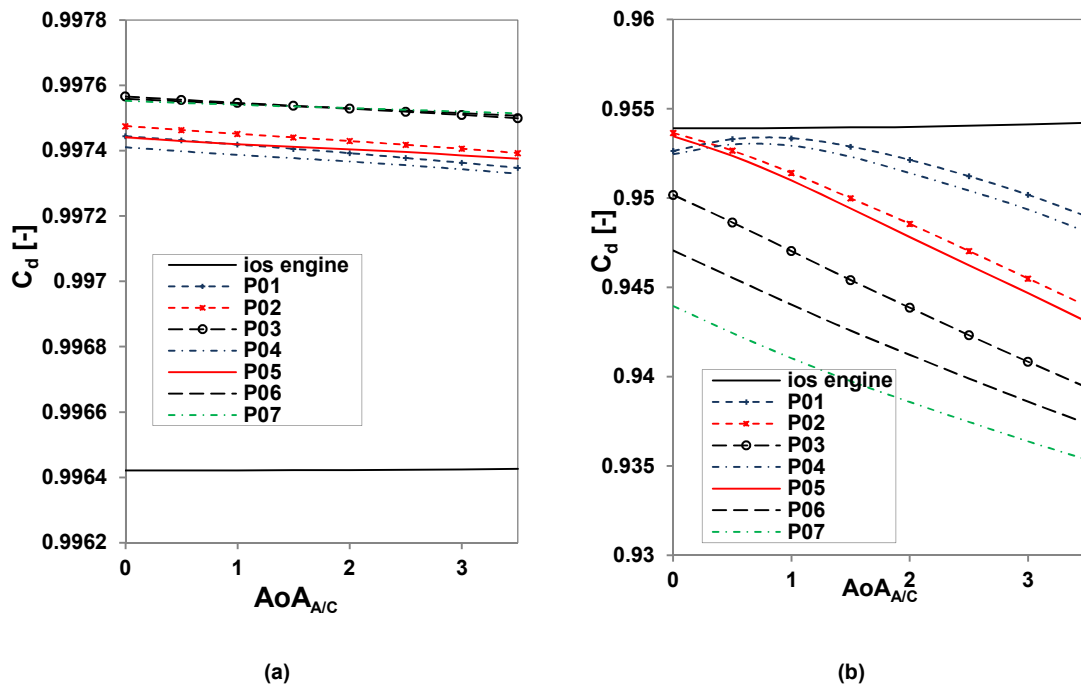 0.9978
0.9976
0.9974
0.9972
0.997
0.9968
0.9966
0.9964
0.9962
C_d [-]
ios engine
P01
P02
P03
P04
P05
P06
P07
0 1 2 3
AoA_A/C
(a)
0.96
0.955
0.95
0.945
0.94
0.935
0.93
C_d [-]
ios engine
P01
P02
P03
P04
P05
P06
P07
0 1 2 3
AoA_A/C
(b)